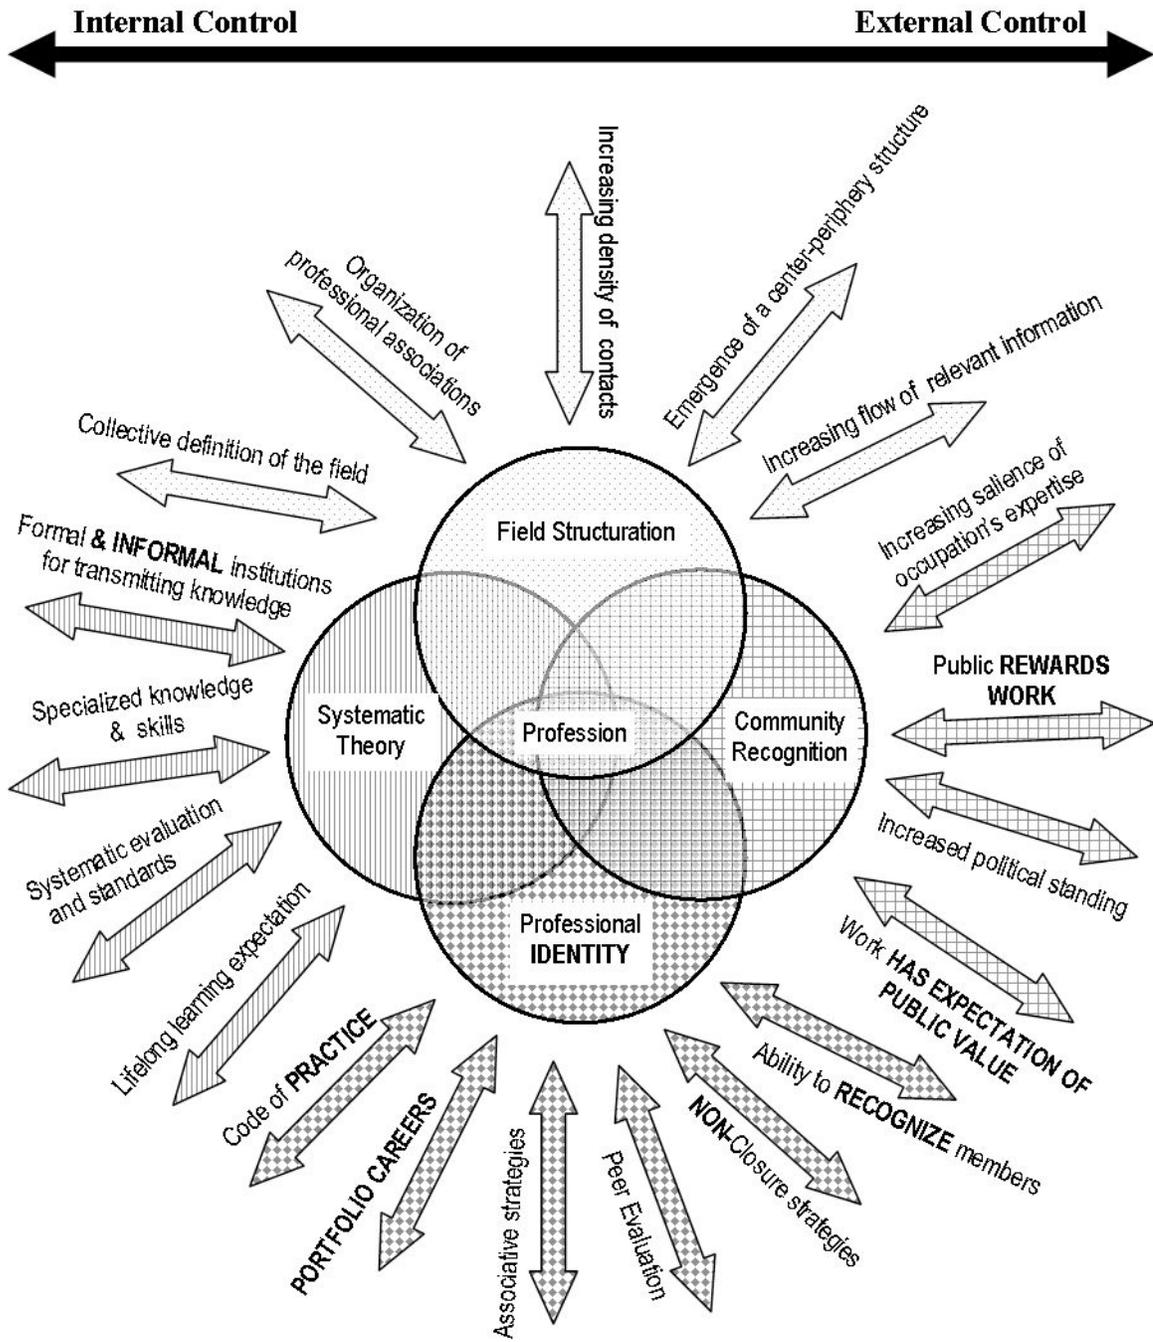 Internal Control
External Control
Increasing density of contacts
Emergence of a center-periphery structure
Organization of
professional associations
Increasing flow of relevant information
Collective definition of the field
Increasing salience of
occupation's expertise
Formal & INFORMAL institutions
for transmitting knowledge
Field Structuration
Public REWARDS
WORK
Specialized knowledge
& skills
Systematic
Theory
Profession
Community
Recognition
Increased political standing
Systematic evaluation
and standards
Lifelong learning expectation
Professional
IDENTITY
Work HAS EXPECTATION OF
PUBLIC VALUE
Code of PRACTICE
Ability to RECOGNIZE members
PORTFOLIO CAREERS
NON-Closure strategies
Associative strategies
Peer Evaluation